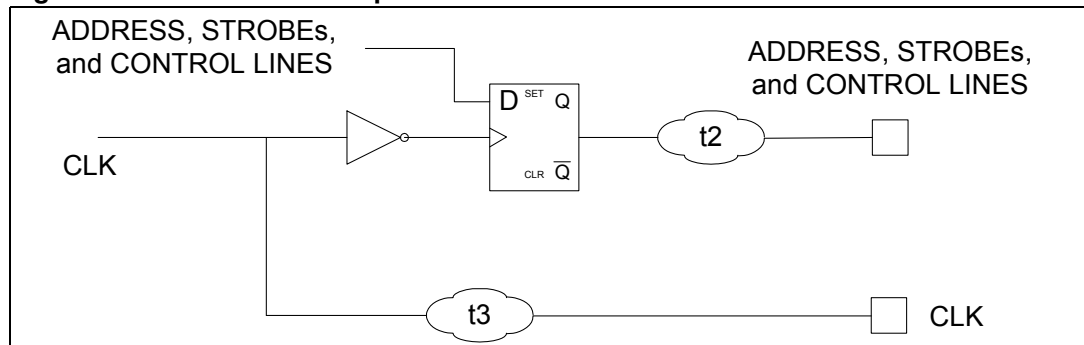 ADDRESS, STROBEs,
and CONTROL LINES
ADDRESS, STROBEs,
and CONTROL LINES
D SET Q
t2
CLK
CLR Q̅
t3
CLK